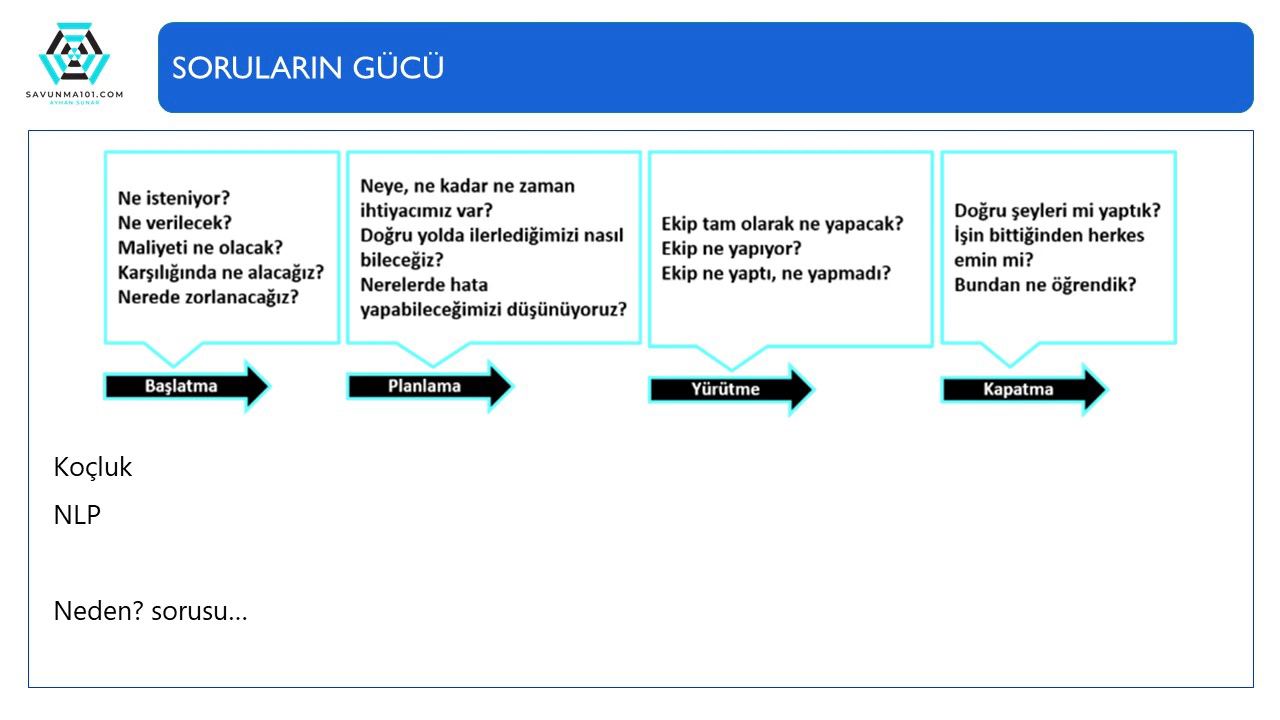 SAVUNMA101.COM
AYHAN SUNAR
SORULARIN GÜCÜ
Ne isteniyor?
Ne verilecek?
Maliyeti ne olacak?
Karşılığında ne alacağız?
Nerede zorlanacağız?
Başlatma
Neye, ne kadar ne zaman
ihtiyacımız var?
Doğru yolda ilerlediğimizi nasıl
bileceğiz?
Nerelerde hata
yapabileceğimizi düşünüyoruz?
Planlama
Ekip tam olarak ne yapacak?
Ekip ne yapıyor?
Ekip ne yaptı, ne yapmadı?
Yürütme
Doğru şeyleri mi yaptık?
İşin bittiğinden herkes
emin mi?
Bundan ne öğrendik?
Kapatma
Koçluk
NLP
Neden? sorusu...